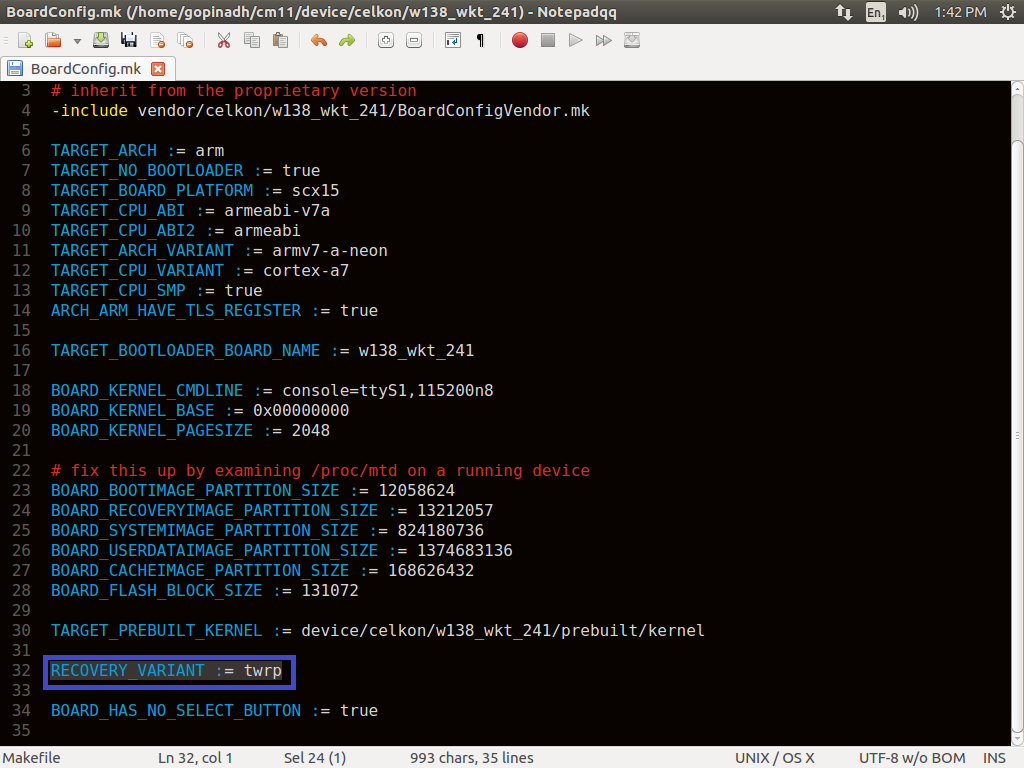 BoardConfig.mk (/home/gopinadh/cm11/device/celkon/w138_wkt_241) - Notepadqq
En1 1:42 PM
BoardConfig.mk
3 # inherit from the proprietary version
4 -include vendor/celkon/w138_wkt_241/BoardConfigVendor.mk
5
6 TARGET_ARCH := arm
7 TARGET_NO_BOOTLOADER := true
8 TARGET_BOARD_PLATFORM := scx15
9 TARGET_CPU_ABI := armeabi-v7a
10 TARGET_CPU_ABI2 := armeabi
11 TARGET_ARCH_VARIANT := armv7-a-neon
12 TARGET_CPU_VARIANT := cortex-a7
13 TARGET_CPU_SMP := true
14 ARCH_ARM_HAVE_TLS_REGISTER := true
15
16 TARGET_BOOTLOADER_BOARD_NAME := w138_wkt_241
17
18 BOARD_KERNEL_CMDLINE := console=ttyS1,115200n8
19 BOARD_KERNEL_BASE := 0x00000000
20 BOARD_KERNEL_PAGESIZE := 2048
21
22 # fix this up by examining /proc/mtd on a running device
23 BOARD_BOOTIMAGE_PARTITION_SIZE := 12058624
24 BOARD_RECOVERYIMAGE_PARTITION_SIZE := 13212057
25 BOARD_SYSTEMIMAGE_PARTITION_SIZE := 824180736
26 BOARD_USERDATAIMAGE_PARTITION_SIZE := 1374683136
27 BOARD_CACHEIMAGE_PARTITION_SIZE := 168626432
28 BOARD_FLASH_BLOCK_SIZE := 131072
29
30 TARGET_PREBUILT_KERNEL := device/celkon/w138_wkt_241/prebuilt/kernel
31
32 RECOVERY_VARIANT := twrp
33
34 BOARD_HAS_NO_SELECT_BUTTON := true
35
Makefile Ln 32, col 1 Sel 24 (1) 993 chars, 35 lines UNIX / OS X UTF-8 w/o BOM INS